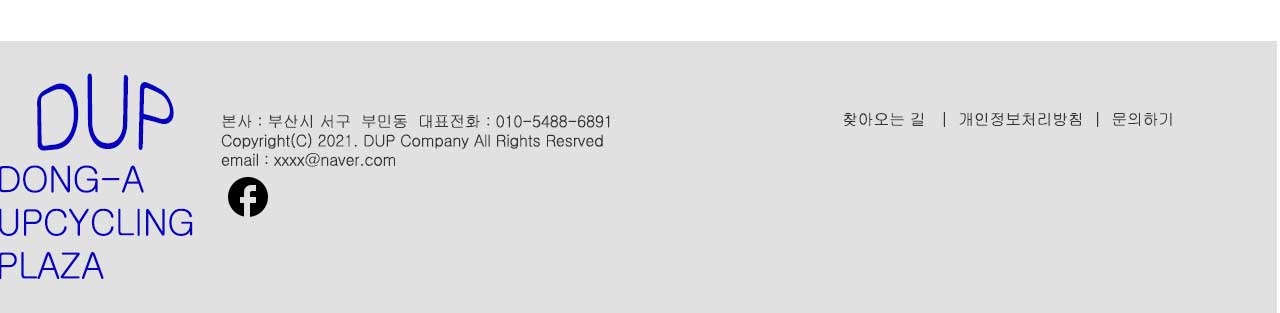 DUP
DONG-A
UPCYCLING
PLAZA
본사 : 부산시 서구 부민동 대표전화 : 010-5488-6891
Copyright(C) 2021. DUP Company All Rights Resrved
email : xxxx@naver.com
찾아오는 길 | 개인정보처리방침 | 문의하기